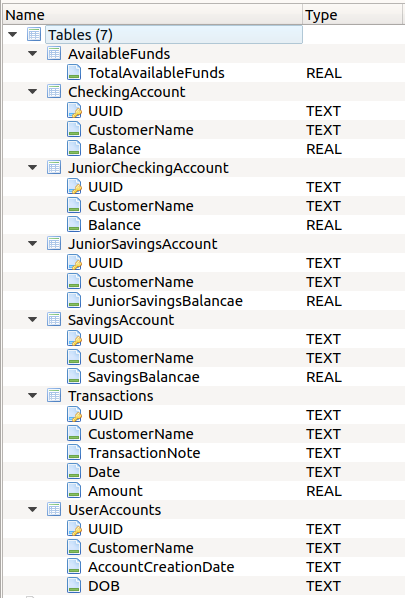 Name Type
Tables (7)
AvailableFunds
TotalAvailableFunds REAL
CheckingAccount
UUID TEXT
CustomerName TEXT
Balance REAL
JuniorCheckingAccount
UUID TEXT
CustomerName TEXT
Balance REAL
JuniorSavingsAccount
UUID TEXT
CustomerName TEXT
JuniorSavingsBalancae REAL
SavingsAccount
UUID TEXT
CustomerName TEXT
SavingsBalancae REAL
Transactions
UUID TEXT
CustomerName TEXT
TransactionNote TEXT
Date TEXT
Amount REAL
UserAccounts
UUID TEXT
CustomerName TEXT
AccountCreationDate TEXT
DOB TEXT